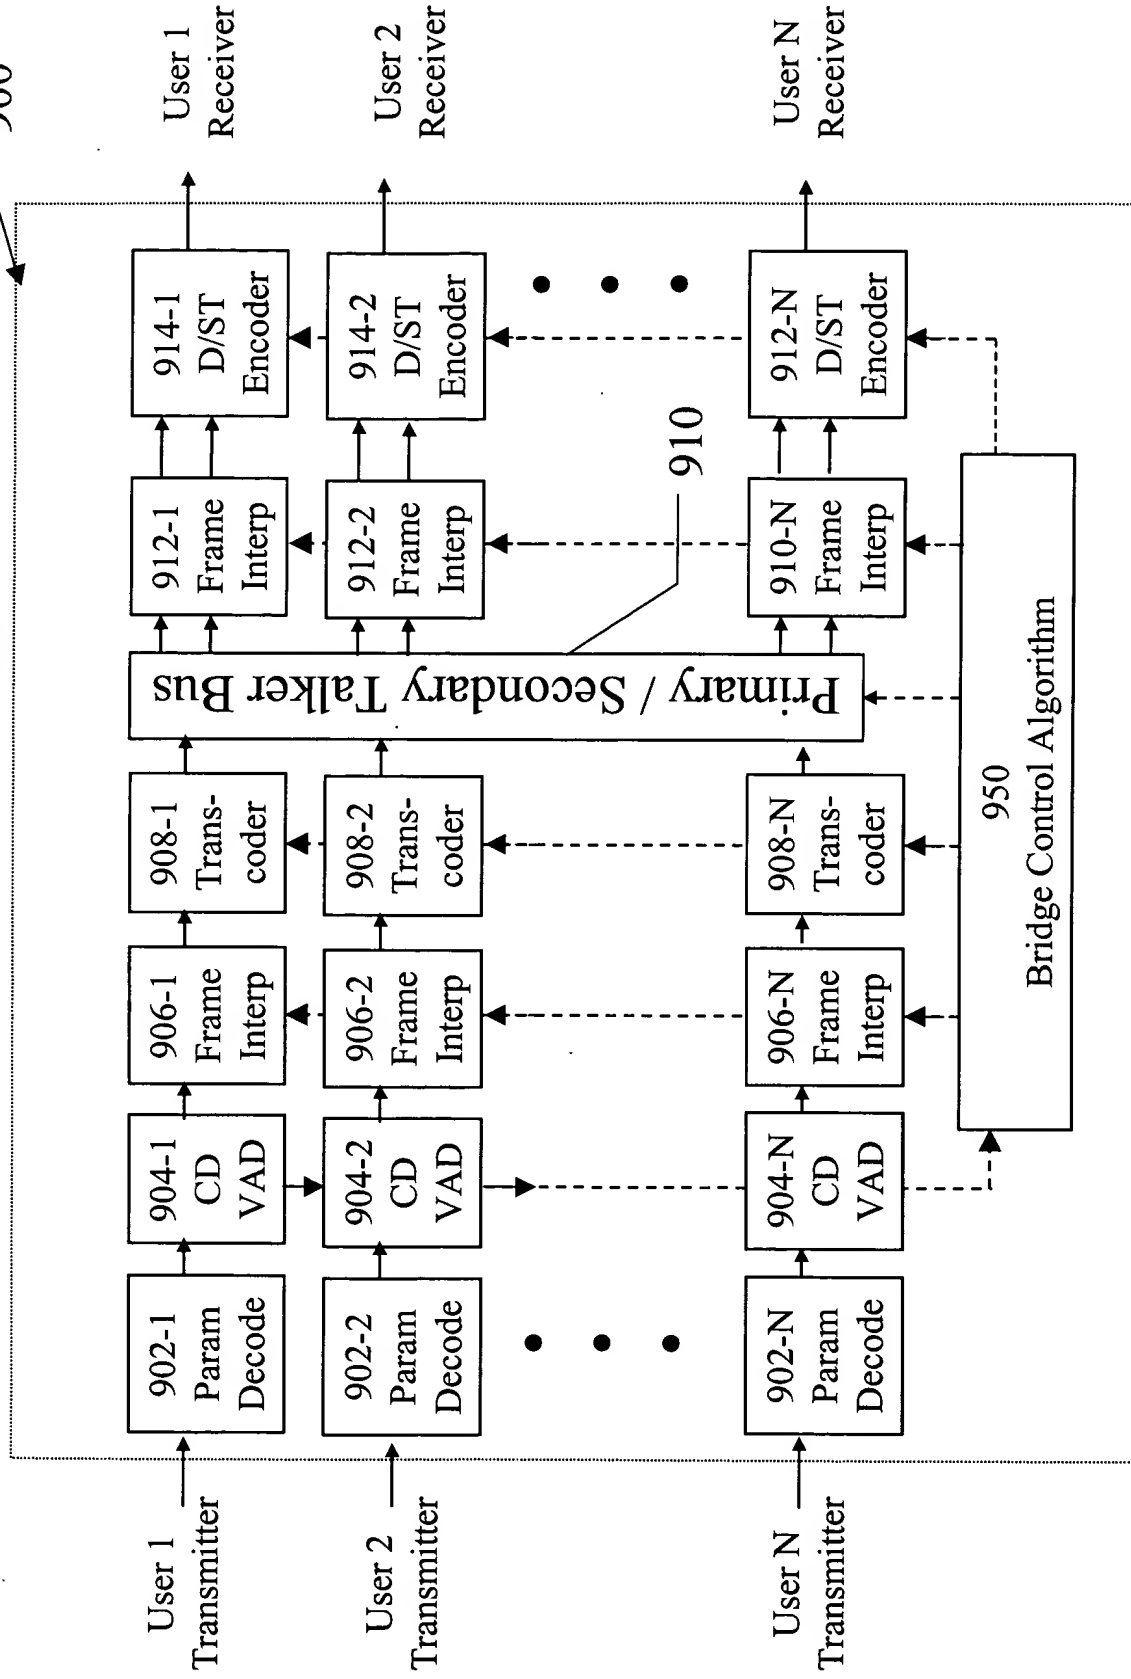 900
User 1
Transmitter
902-1
Param
Decode
904-1
CD
VAD
906-1
Frame
Interp
908-1
Trans-
coder
Primary / Secondary Talker Bus
912-1
Frame
Interp
914-1
D/ST
Encoder
User 1
Receiver
User 2
Transmitter
902-2
Param
Decode
904-2
CD
VAD
906-2
Frame
Interp
908-2
Trans-
coder
912-2
Frame
Interp
914-2
D/ST
Encoder
User 2
Receiver
910
User N
Transmitter
902-N
Param
Decode
904-N
CD
VAD
906-N
Frame
Interp
908-N
Trans-
coder
910-N
Frame
Interp
912-N
D/ST
Encoder
User N
Receiver
950
Bridge Control Algorithm